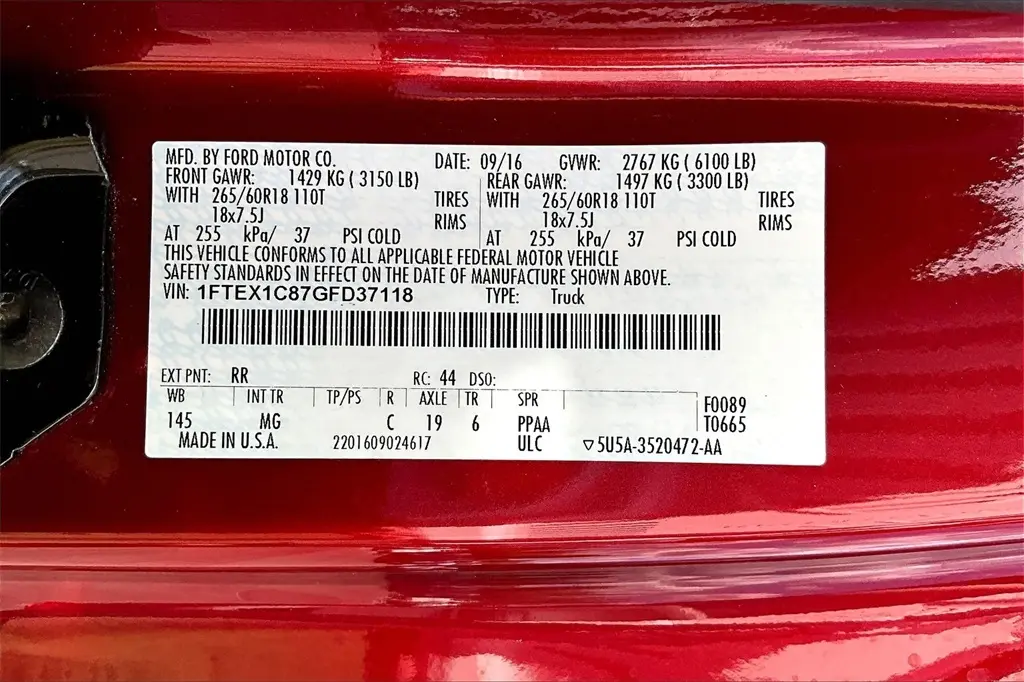 MFD. BY FORD MOTOR CO. DATE: 09/16 GVWR: 2767 KG ( 6100 LB)
FRONT GAWR: 1429 KG ( 3150 LB) REAR GAWR: 1497 KG ( 3300 LB)
WITH 265/60R18 110T TIRES WITH 265/60R18 110T TIRES
18x7.5J RIMS 18x7.5J RIMS
AT 255 kPa/ 37 PSI COLD AT 255 kPa/ 37 PSI COLD
THIS VEHICLE CONFORMS TO ALL APPLICABLE FEDERAL MOTOR VEHICLE
SAFETY STANDARDS IN EFFECT ON THE DATE OF MANUFACTURE SHOWN ABOVE.
VIN: 1FTEX1C87GFD37118 TYPE: Truck
EXT PNT: RR RC: 44 DSO:
WB INT TR TP/PS R AXLE TR SPR F0089
145 MG C 19 6 PPAA T0665
MADE IN U.S.A. 2201609024617 ULC ▽5U5A-3520472-AA